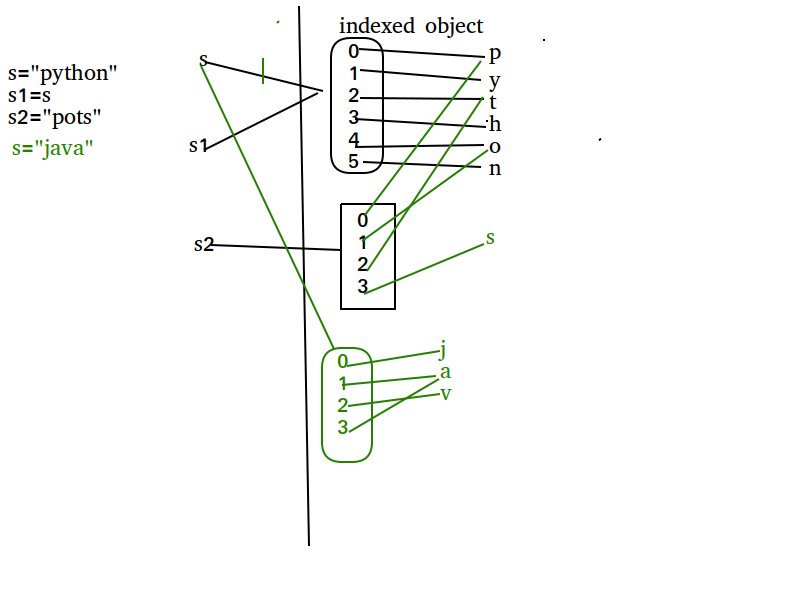 indexed object
s="python"
s1=s
s2="pots"
s="java"
s
s1
0
1
2
3
4
5
p
y
t
h
o
n
s2
0
1
2
3
s
0
1
2
3
j
a
v